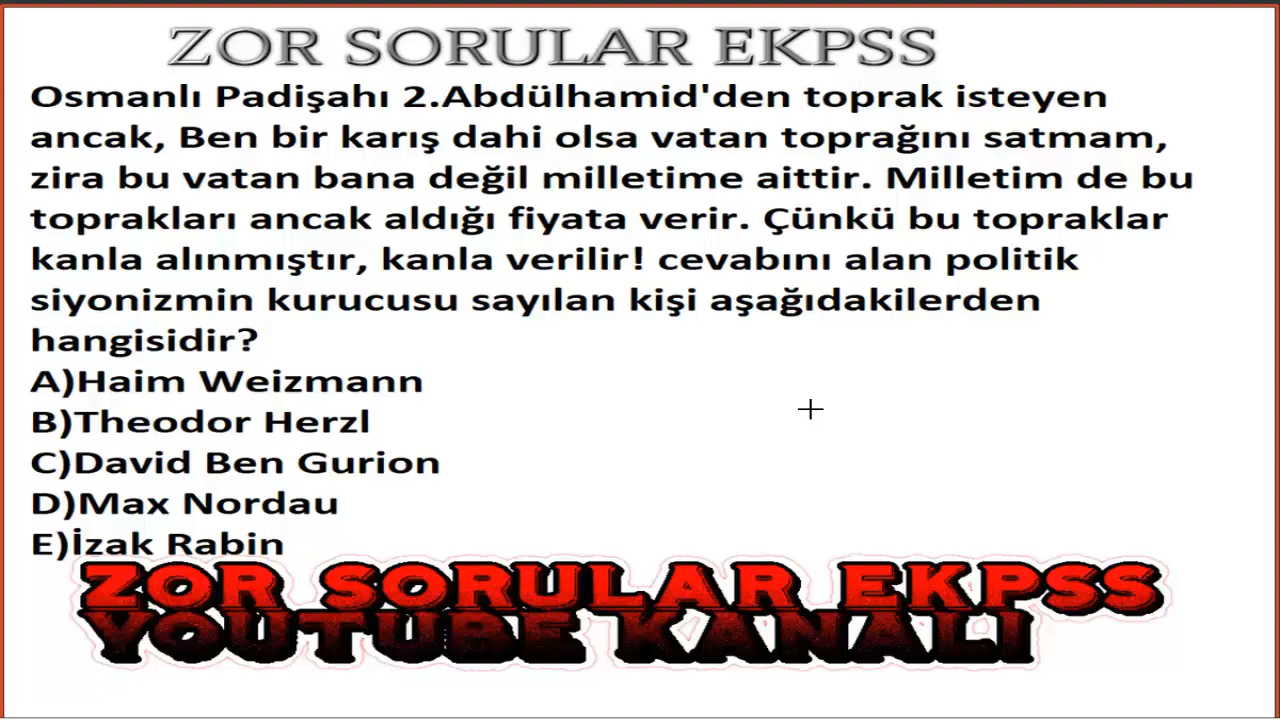 ZOR SORULAR EKPSS
Osmanlı Padişahı 2.Abdülhamid'den toprak isteyen
ancak, Ben bir karış dahi olsa vatan toprağını satmam,
zira bu vatan bana değil milletime aittir. Milletim de bu
toprakları ancak aldığı fiyata verir. Çünkü bu topraklar
kanla alınmıştır, kanla verilir! cevabını alan politik
siyonizmin kurucusu sayılan kişi aşağıdakilerden
hangisidir?
A)Haim Weizmann
B)Theodor Herzl
C)David Ben Gurion
D)Max Nordau
E)İzak Rabin
ZOR SORULAR EKPSS
YOUTUBE KANALI